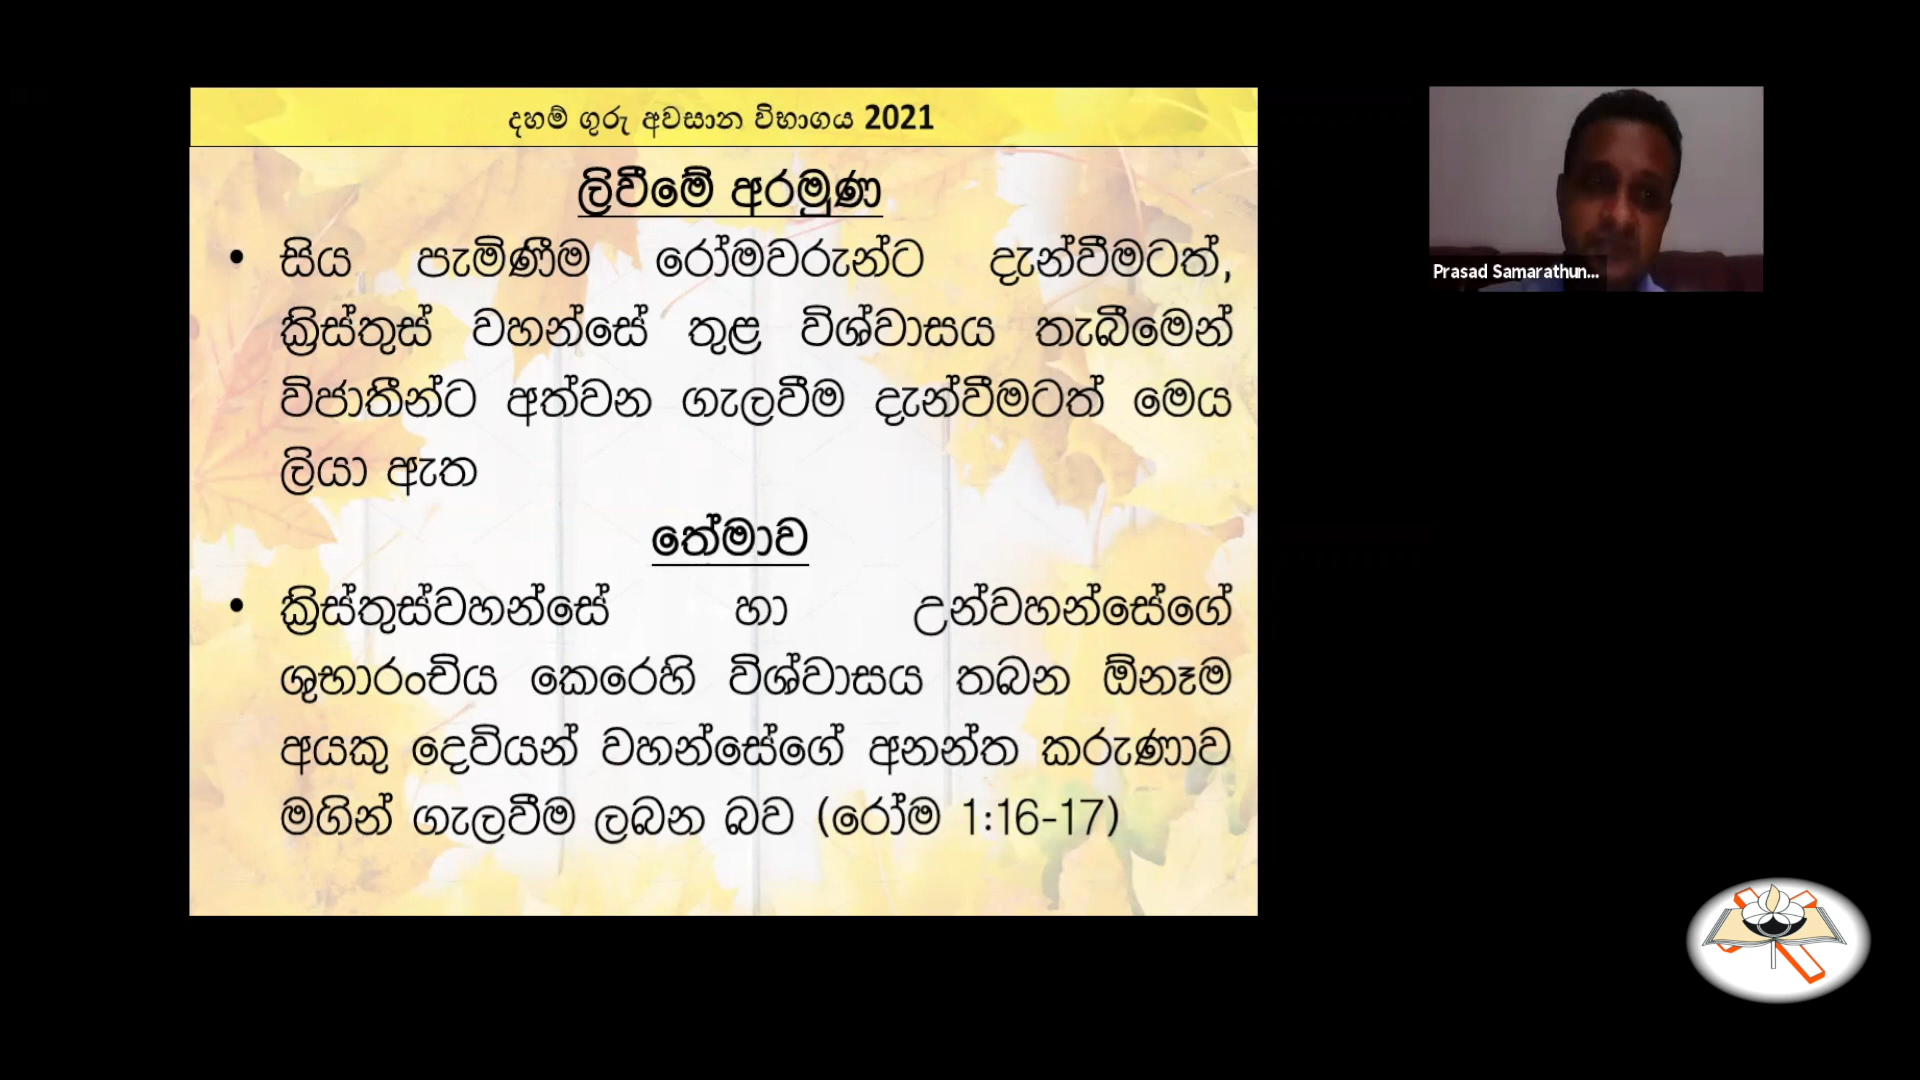 දහම් ගුරු අවසාන විභාගය 2021
ලිවීමේ අරමුණ
• සිය පැමිණීම රෝමවරුන්ට දැන්වීමටත්,
ක්‍රිස්තුස් වහන්සේ තුළ විශ්වාසය තැබීමෙන්
විජාතීන්ට අත්වන ගැලවීම දැන්වීමටත් මෙය
ලියා ඇත
තේමාව
• ක්‍රිස්තුස්වහන්සේ හා උන්වහන්සේගේ
ශුභාරංචිය කෙරෙහි විශ්වාසය තබන ඕනෑම
අයකු දෙවියන් වහන්සේගේ අනන්ත කරුණාව
මගින් ගැලවීම ලබන බව (රෝම 1:16-17)
Prasad Samarathun...